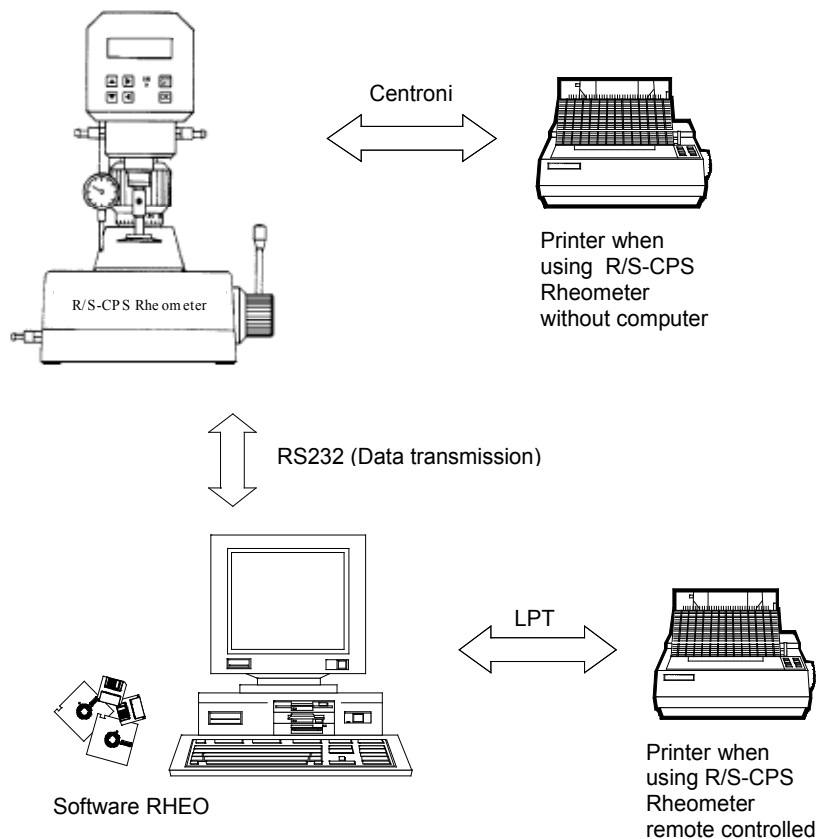 Centroni
Printer when
using R/S-CPS
Rheometer
without computer
R/S-CPS Rheometer
RS232 (Data transmission)
LPT
Software RHEO
Printer when
using R/S-CPS
Rheometer
remote controlled